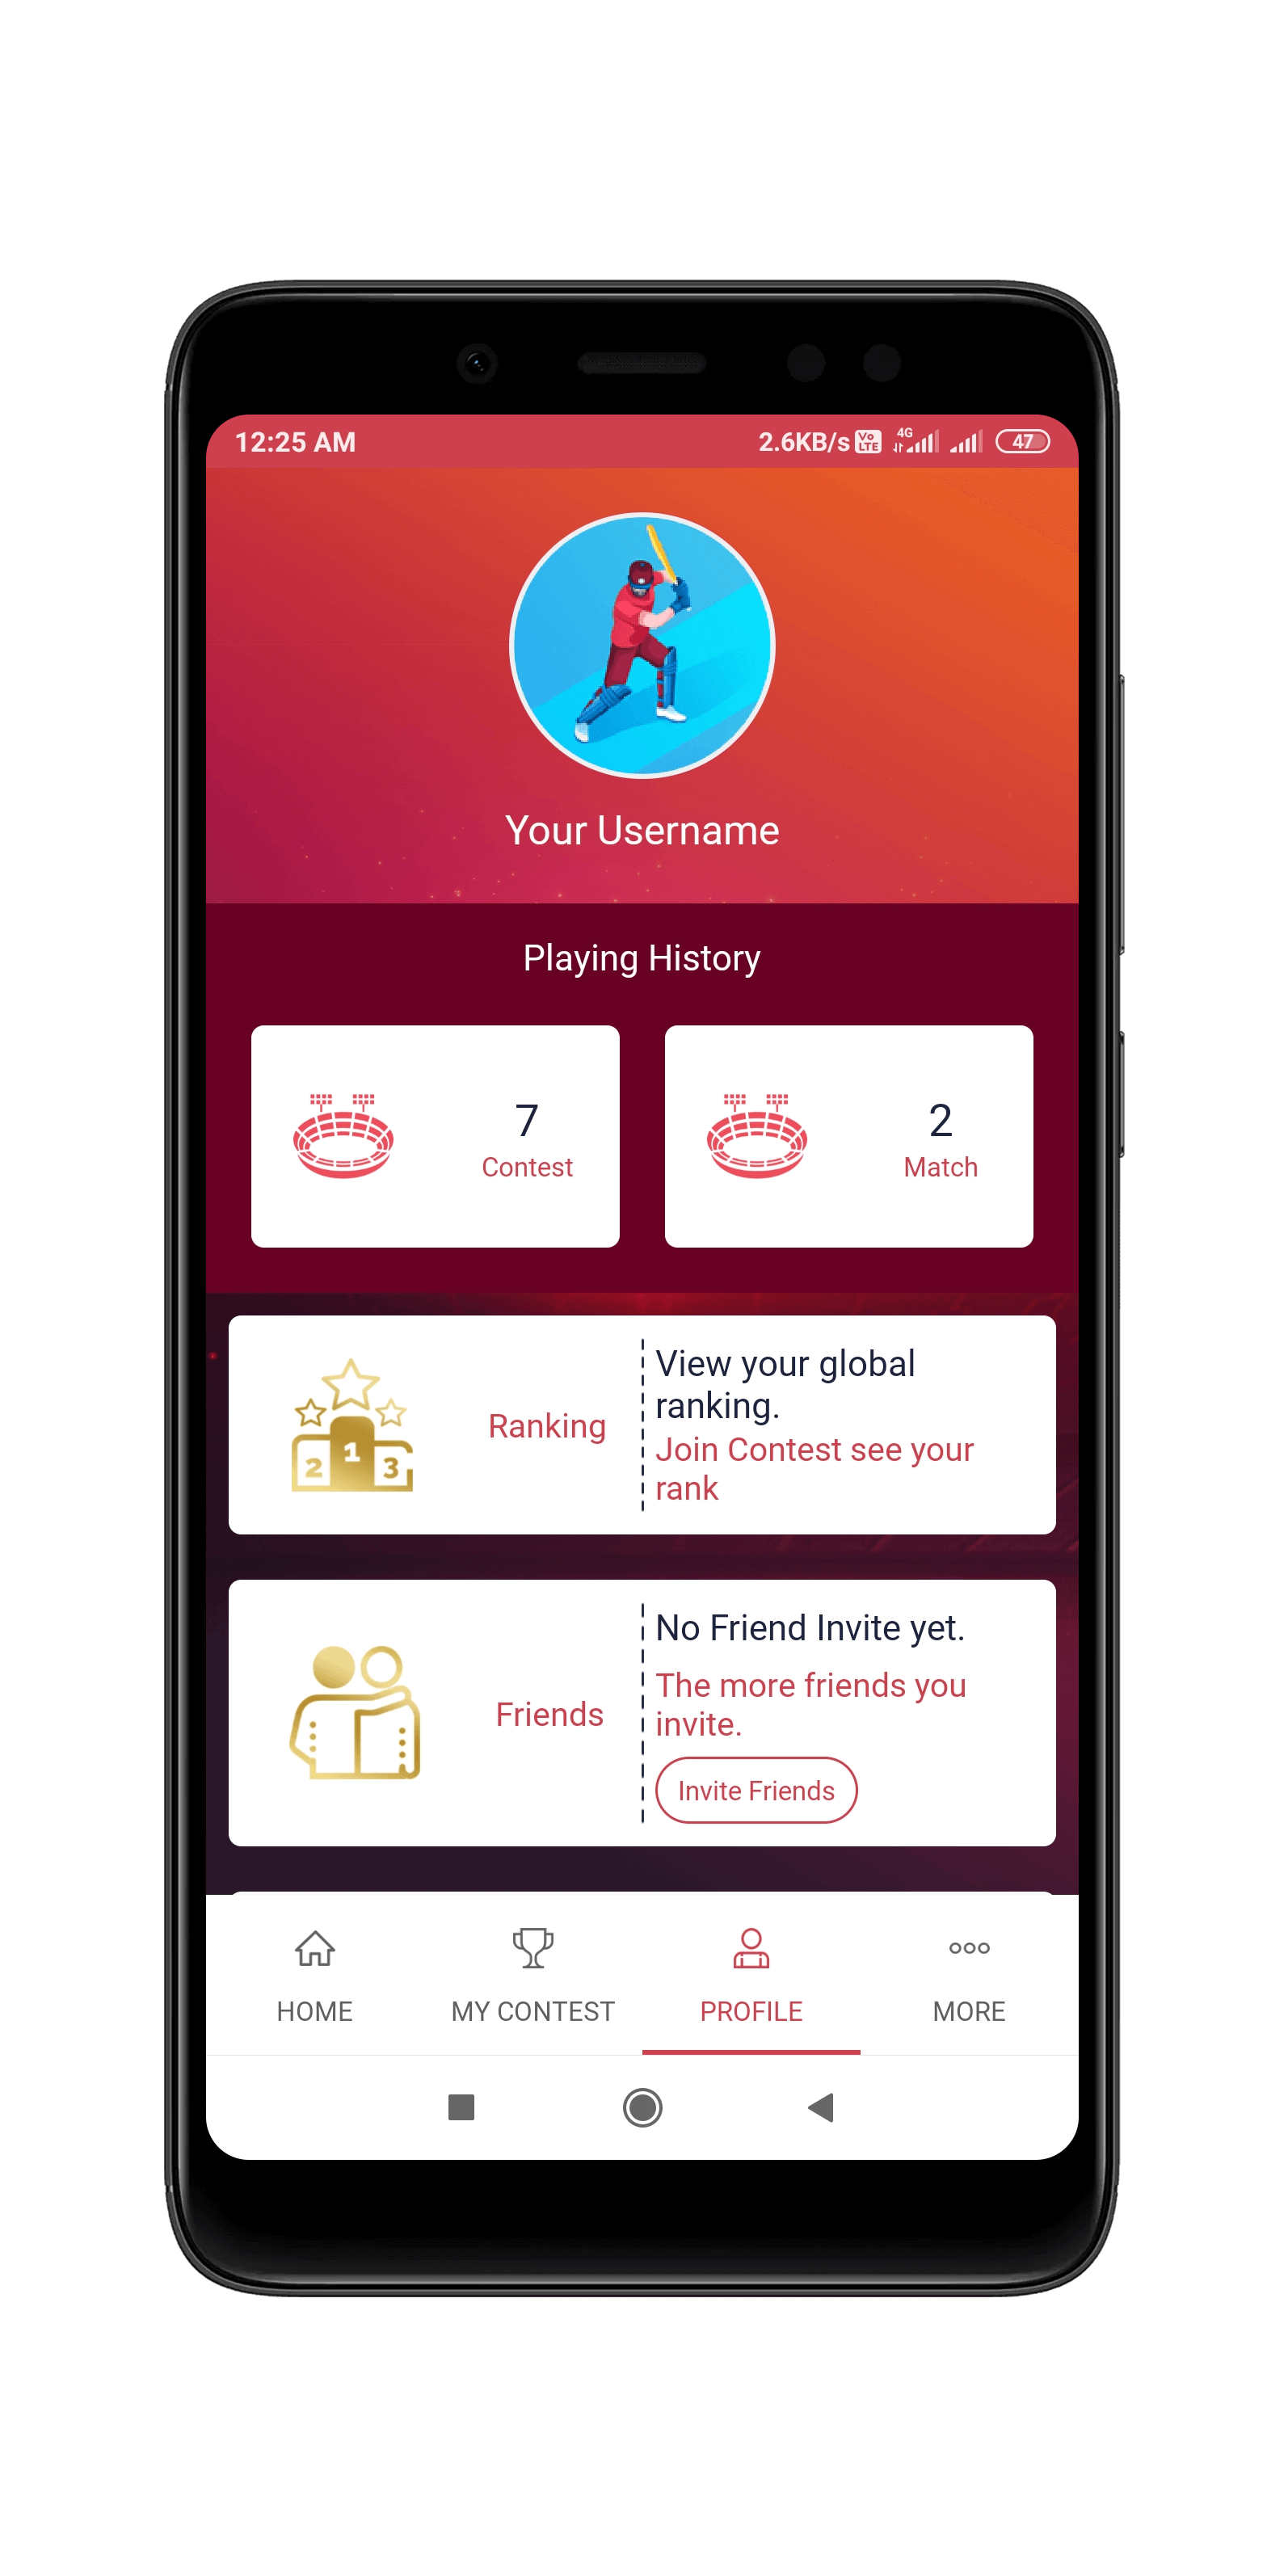 12:25 AM
2.6KB/s Vo LTE 4G 47
Your Username
Playing History
7
Contest
2
Match
2 1 3
Ranking
View your global
ranking.
Join Contest see your
rank
Friends
No Friend Invite yet.
The more friends you
invite.
Invite Friends
HOME
MY CONTEST
PROFILE
MORE